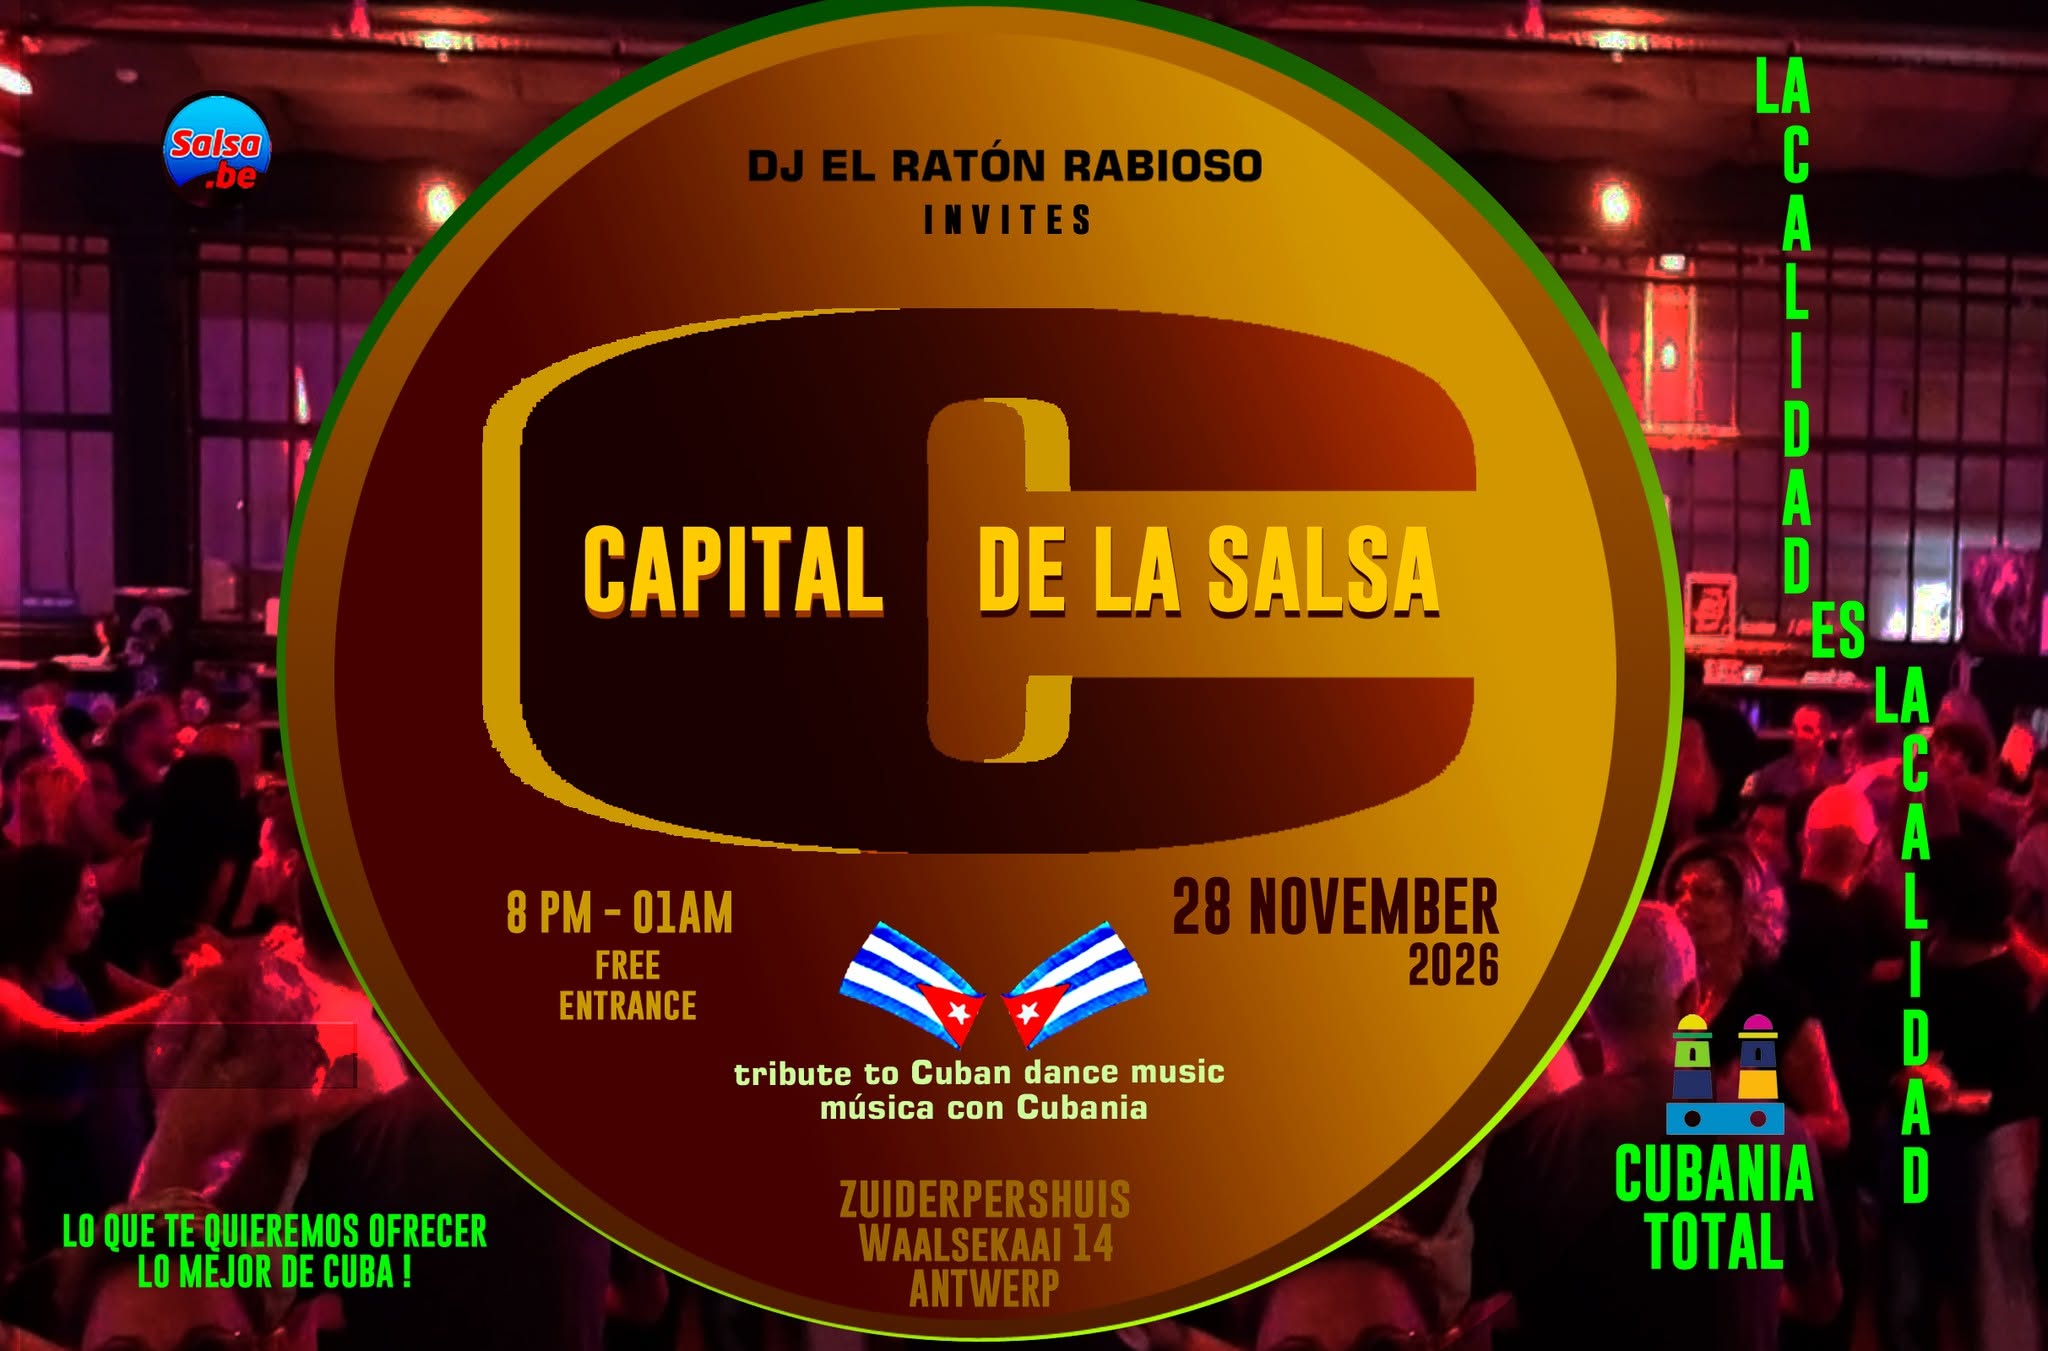 Salsa
.be
DJ EL RATÓN RABIOSO
INVITES
CAPITAL DE LA SALSA
8 PM - 01AM
FREE
ENTRANCE
28 NOVEMBER
2026
tribute to Cuban dance music
música con Cubania
ZUIDERPERSHUIS
WAALSEKAAI 14
ANTWERP
LO QUE TE QUIEREMOS OFRECER
LO MEJOR DE CUBA !
LA
CALIDAD
ES
LA
CALIDAD
CUBANIA
TOTAL